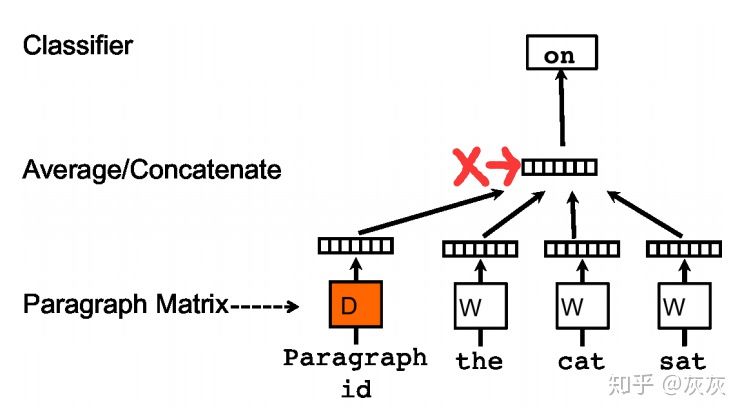 Classifier
on
Average/Concatenate
X→
Paragraph Matrix----->
D
W
W
W
Paragraph
id
the
cat
sat
知乎 @灰灰